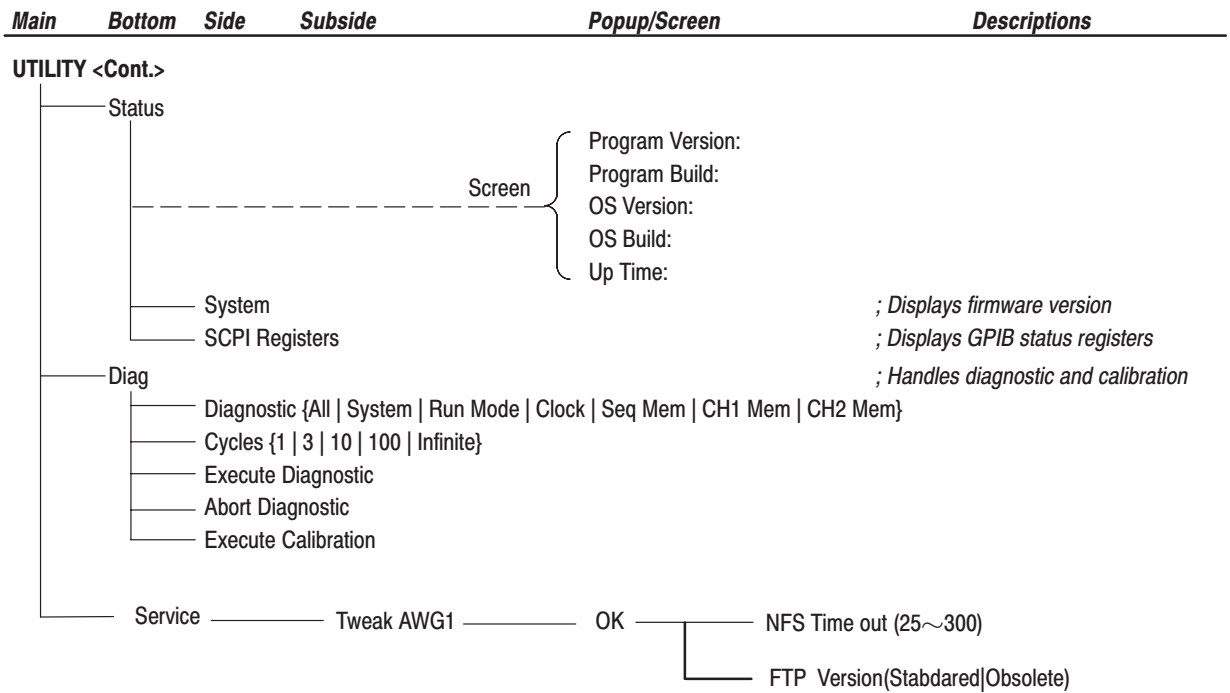 Main Bottom Side Subside Popup/Screen Descriptions
UTILITY <Cont.>
Status
Program Version:
Program Build:
Screen
OS Version:
OS Build:
Up Time:
System ; Displays firmware version
SCPI Registers ; Displays GPIB status registers
Diag ; Handles diagnostic and calibration
Diagnostic {All | System | Run Mode | Clock | Seq Mem | CH1 Mem | CH2 Mem}
Cycles {1 | 3 | 10 | 100 | Infinite}
Execute Diagnostic
Abort Diagnostic
Execute Calibration
Service Tweak AWG1 OK NFS Time out (25∼300)
FTP Version(Stabdared|Obsolete)